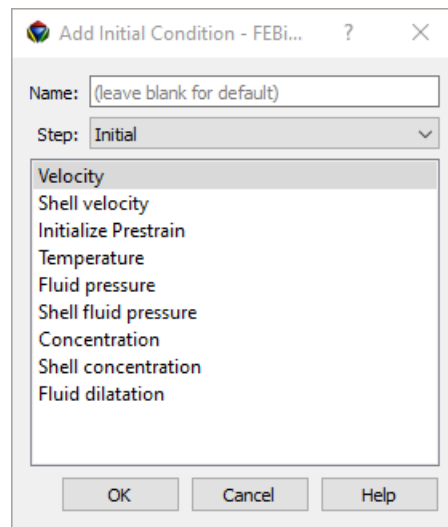 Add Initial Condition - FEBi... ?
Name: (leave blank for default)
Step: Initial
Velocity
Shell velocity
Initialize Prestrain
Temperature
Fluid pressure
Shell fluid pressure
Concentration
Shell concentration
Fluid dilatation
OK Cancel Help